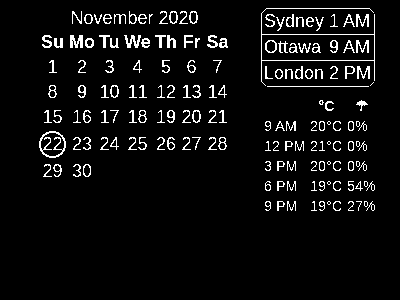 November 2020
Su Mo Tu We Th Fr Sa
1 2 3 4 5 6 7
8 9 10 11 12 13 14
15 16 17 18 19 20 21
22 23 24 25 26 27 28
29 30
Sydney 1 AM
Ottawa 9 AM
London 2 PM
°C ☂
9 AM 20°C 0%
12 PM 21°C 0%
3 PM 20°C 0%
6 PM 19°C 54%
9 PM 19°C 27%